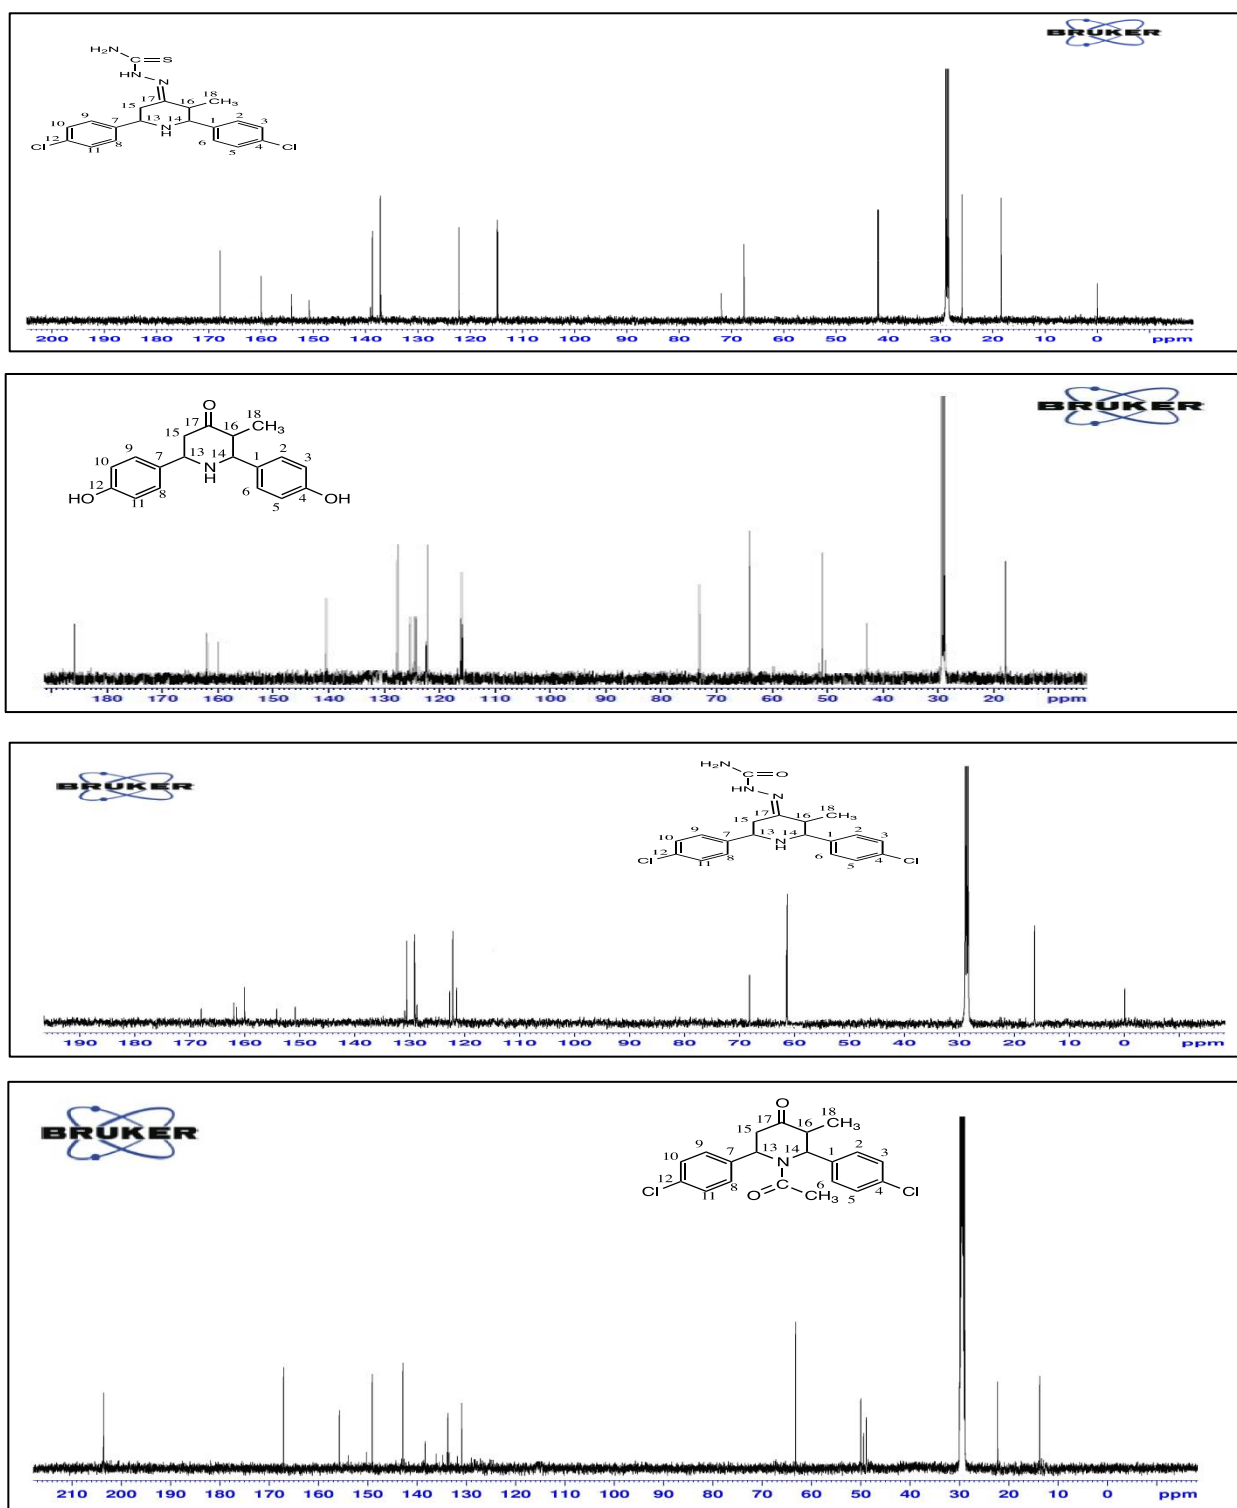 BRUKER
H₂N
C=S
HN
N
17
18
CH₃
15
16
9
10
7
13
14
N
H
1
2
3
12
8
6
4
Cl
11
5
Cl
200 190 180 170 160 150 140 130 120 110 100 90 80 70 60 50 40 30 20 10 0 ppm
BRUKER
O
17
18
CH₃
15
16
9
10
7
13
14
NH
1
2
3
12
HO
8
6
4
OH
11
5
180 170 160 150 140 130 120 110 100 90 80 70 60 50 40 30 20 ppm
BRUKER
H₂N
C=O
HN
N
17
18
CH₃
15
16
9
10
7
13
14
NH
1
2
3
12
Cl
8
6
4
Cl
11
5
190 180 170 160 150 140 130 120 110 100 90 80 70 60 50 40 30 20 10 0 ppm
BRUKER
O
17
18
CH₃
15
16
9
10
7
13
14
N
1
2
3
12
Cl
8
11
O
C
CH₃
6
5
4
Cl
210 200 190 180 170 160 150 140 130 120 110 100 90 80 70 60 50 40 30 20 10 0 ppm